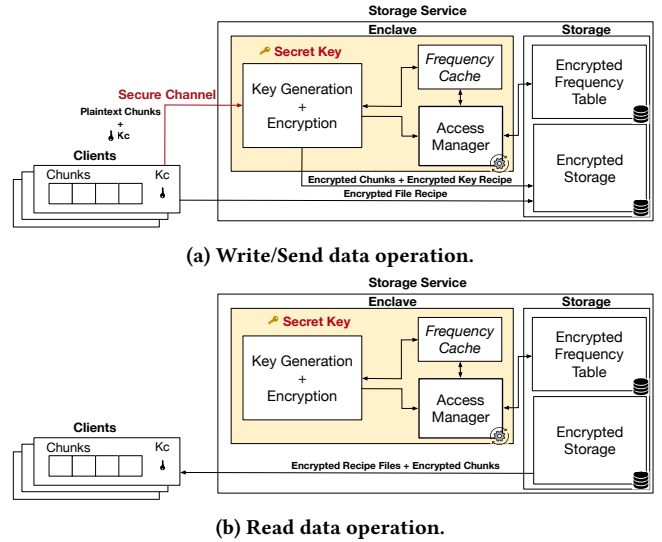 Storage Service
Enclave
Storage
Secret Key
Frequency
Cache
Encrypted
Frequency
Table
Secure Channel
Key Generation
+
Encryption
Plaintext Chunks
+
Kc
Access
Manager
Encrypted
Storage
Clients
Chunks
Kc
Encrypted Chunks + Encrypted Key Recipe
Encrypted File Recipe
(a) Write/Send data operation.
Storage Service
Enclave
Storage
Secret Key
Frequency
Cache
Encrypted
Frequency
Table
Key Generation
+
Encryption
Access
Manager
Encrypted
Storage
Clients
Chunks
Kc
Encrypted Recipe Files + Encrypted Chunks
(b) Read data operation.